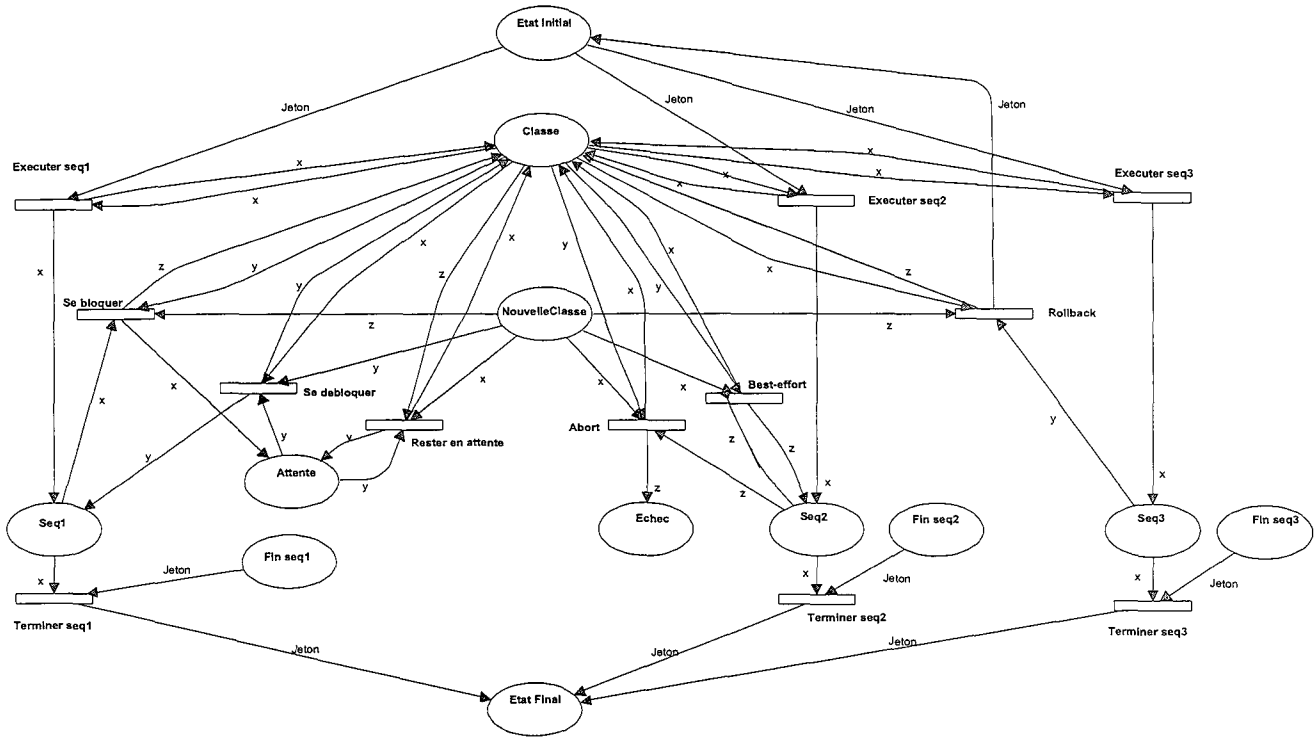 Etat Initial
Jeton
Jeton
Jeton
Jeton
Classe
Executer seq1
x
x
x
x
x
x
Executer seq2
Executer seq3
x
z
y
y
x
z
x
y
x
y
x
x
z
Se bloquer
NouvelleClasse
z
z
Rollback
x
x
Se debloquer
y
x
x
x
Best-effort
y
y
Rester en attente
Abort
z
z
y
y
Attente
y
z
z
x
x
Seq1
Echec
Seq2
Fin seq2
Seq3
Fin seq3
Fin seq1
x
Jeton
x
Jeton
x
Jeton
Terminer seq1
Terminer seq2
Terminer seq3
Jeton
Jeton
Jeton
Etat Final